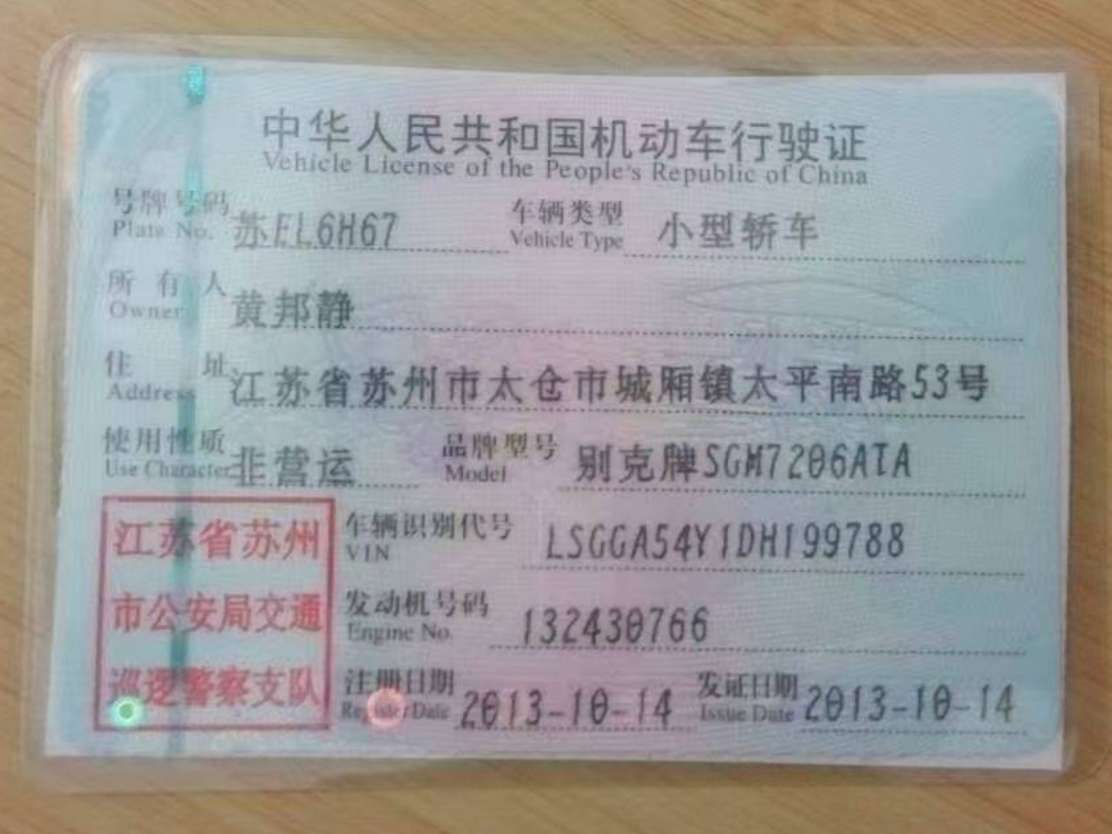 中华人民共和国机动车行驶证
Vehicle License of the People's Republic of China
号牌号码 苏EL6H67 车辆类型 小型轿车
Plate No. Vehicle Type
所有人 黄邦静
Owner
住址 江苏省苏州市太仓市城厢镇太平南路53号
Address
使用性质 非营运 品牌型号 别克牌SGM7206ATA
Use Character Model
江苏省苏州 车辆识别代号 LSGGA54Y1DH199788
VIN
市公安局交通 发动机号码 132430766
Engine No.
巡逻警察支队 注册日期 2013-10-14 发证日期 2013-10-14
Register Date Issue Date